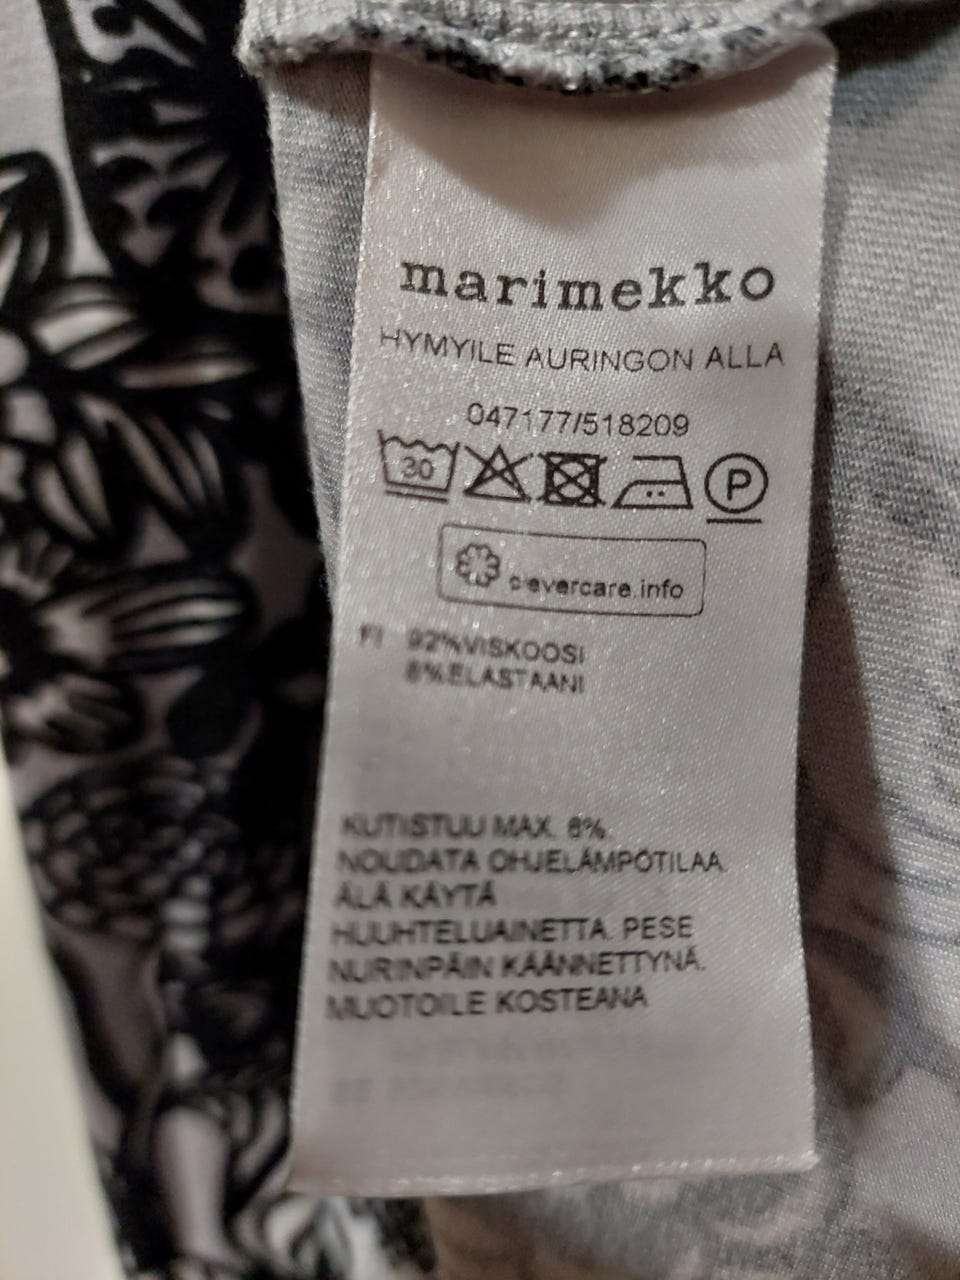 marimekko
HYMYILE AURINGON ALLA
047177/518209
30 P
clevercare.info
FI 92%VISKOOSI
8%ELASTAANI
KUTISTUU MAX. 6%.
NOUDATA OHJELÄMPÖTILAA.
ÄLÄ KÄYTÄ
HUUHTELUAINETTA. PESE
NURINPÄIN KÄÄNNETTYNÄ.
MUOTOILE KOSTEANA